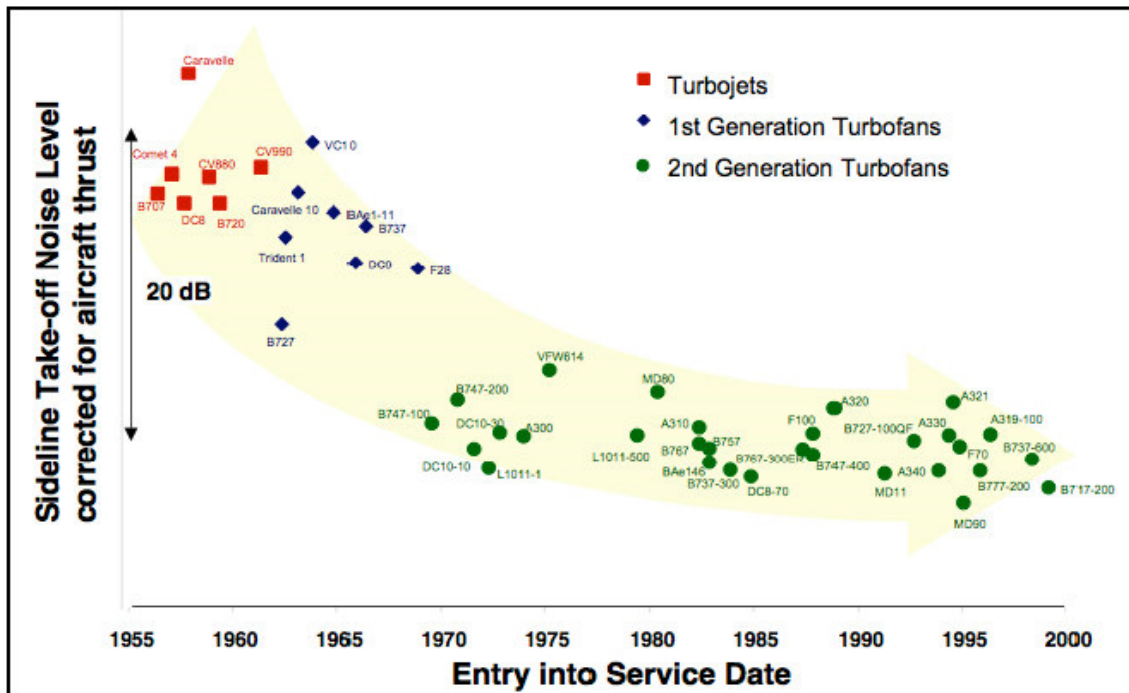 Caravelle
Turbojets
1st Generation Turbofans
2nd Generation Turbofans
Sideline Take-off Noise Level
corrected for aircraft thrust
20 dB
Comet 4
CV880
CV990
VC10
B707
DC8
B720
Caravelle 10
BAe1-11
B737
Trident 1
DC9
F28
B727
VFW614
B747-200
MD80
A320
A321
B747-100
DC10-30
A300
A310
F100
B727-100QF
A330
A319-100
L1011-500
B767
B757
B767-300ER
F70
B737-600
DC10-10
L1011-1
BAe146
B747-400
A340
B737-300
DC8-70
MD11
B777-200
B717-200
MD90
1955
1960
1965
1970
1975
1980
1985
1990
1995
2000
Entry into Service Date